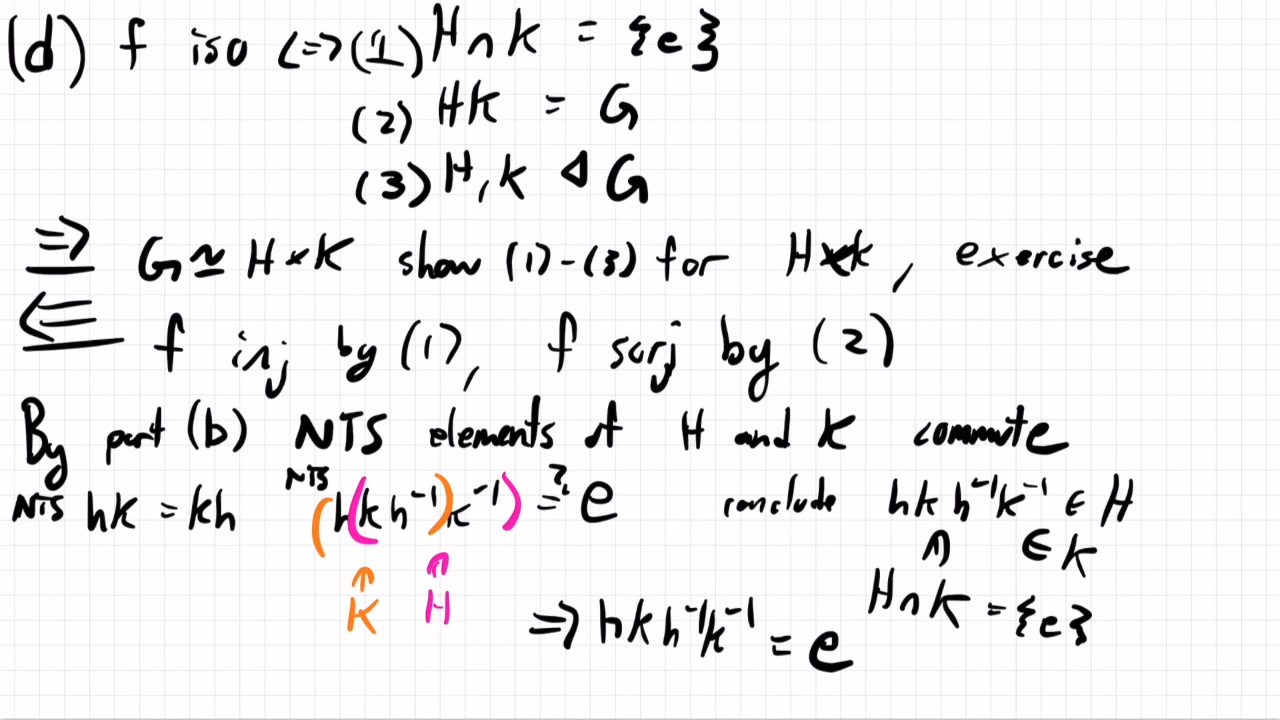 (d) f iso <=> (1) H∩K = {e}
(2) HK = G
(3) H, K ◁ G
=> G ≃ H×K show (1)-(3) for H×K, exercise
<= f inj by (1), f surj by (2)
By part (b) NTS elements of H and K commute
NTS hk = kh NTS (h(kh⁻¹)k⁻¹) =? e conclude hkh⁻¹k⁻¹ ∈ H
∩ ∈ K
↑ K ↑ H H∩K = {e}
=> hkh⁻¹k⁻¹ = e